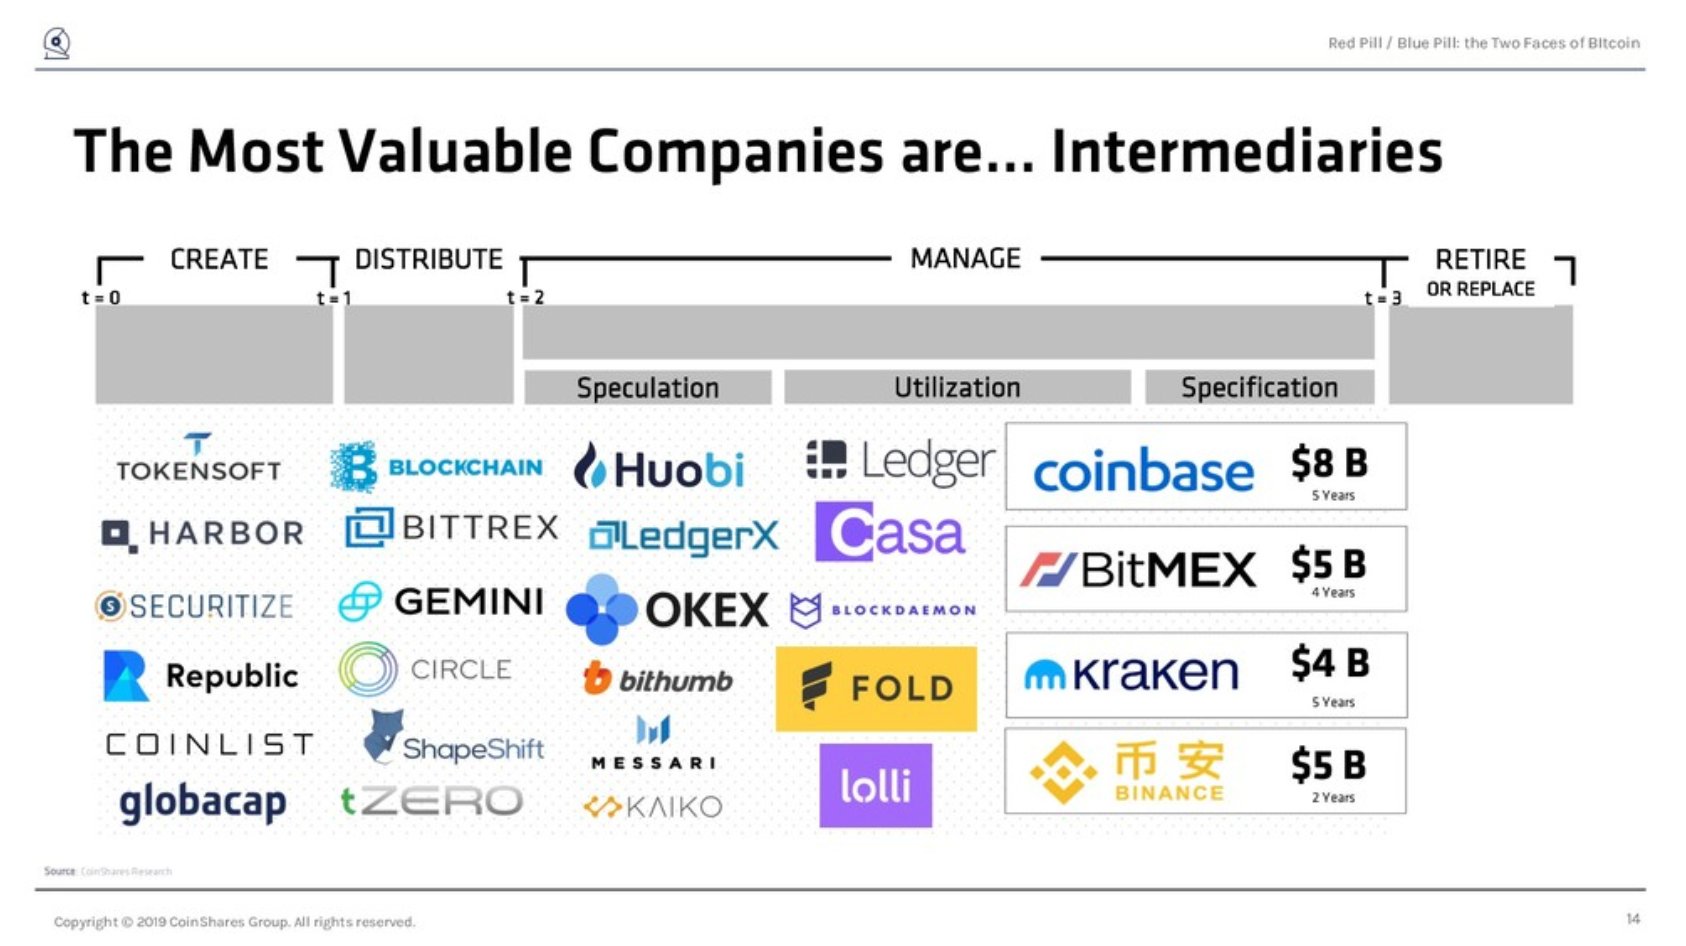 Red Pill / Blue Pill: the Two Faces of BItcoin
The Most Valuable Companies are... Intermediaries
CREATE
DISTRIBUTE
MANAGE
RETIRE
OR REPLACE
t = 0
t = 1
t = 2
t = 3
Speculation
Utilization
Specification
TOKENSOFT
HARBOR
SECURITIZE
Republic
COINLIST
globacap
BLOCKCHAIN
BITTREX
GEMINI
CIRCLE
ShapeShift
tZERO
Huobi
LedgerX
OKEX
bithumb
MESSARI
KAIKO
Ledger
Casa
BLOCKDAEMON
FOLD
lolli
coinbase
$8 B
5 Years
BitMEX
$5 B
4 Years
kraken
$4 B
5 Years
币安
BINANCE
$5 B
2 Years
Source: CoinShares Research
Copyright © 2019 CoinShares Group. All rights reserved.
14